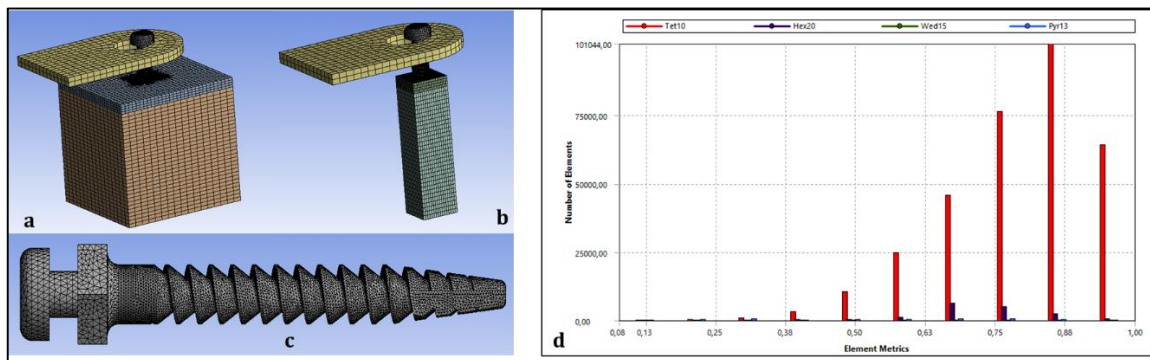 a
b
c
Tet10 Hex20 Wed15 Pyr13
101044,00
75000,00
50000,00
25000,00
0,00
Number of Elements
0,08 0,13 0,25 0,38 0,50 0,63 0,75 0,88 1,00
Element Metrics
d